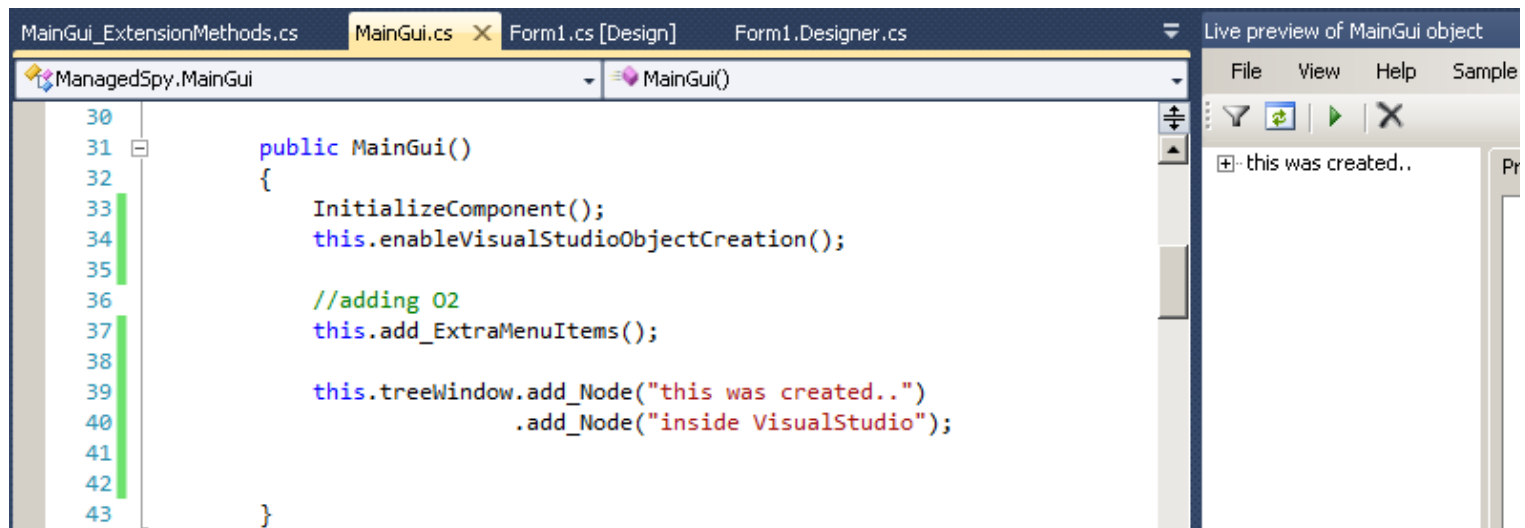 MainGui_ExtensionMethods.cs MainGui.cs Form1.cs [Design] Form1.Designer.cs
Live preview of MainGui object
ManagedSpy.MainGui MainGui()
File View Help Sample
30
31 public MainGui()
32 {
33 InitializeComponent();
34 this.enableVisualStudioObjectCreation();
35
36 //adding O2
37 this.add_ExtraMenuItems();
38
39 this.treeWindow.add_Node("this was created..")
40 .add_Node("inside VisualStudio");
41
42
43 }
this was created..
Pr